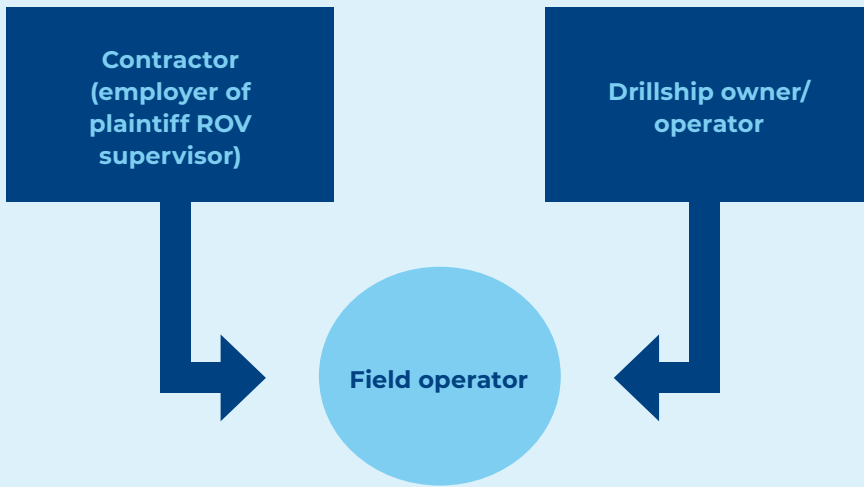 Contractor
(employer of
plaintiff ROV
supervisor)
Drillship owner/
operator
Field operator